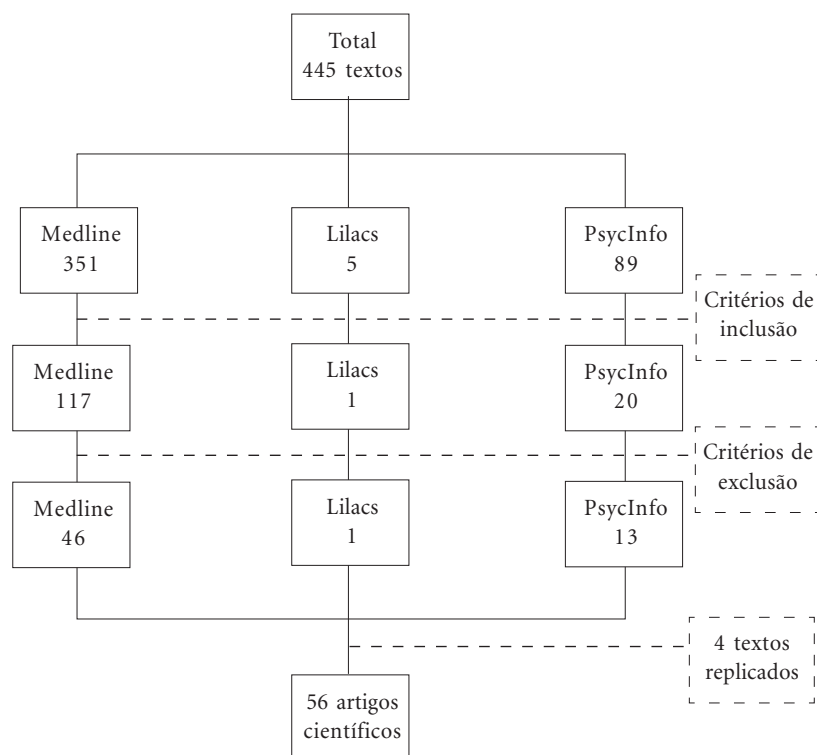 Total
445 textos
Medline
351
Lilacs
5
PsycInfo
89
Critérios de
inclusão
Medline
117
Lilacs
1
PsycInfo
20
Critérios de
exclusão
Medline
46
Lilacs
1
PsycInfo
13
4 textos
replicados
56 artigos
científicos